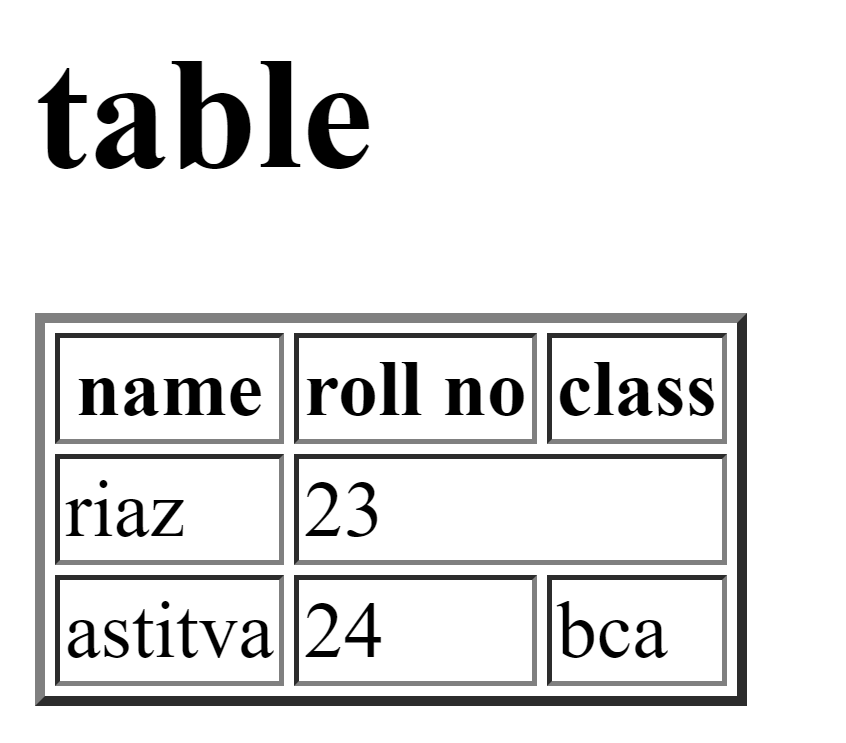 table
name roll no class
riaz 23
astitva 24 bca